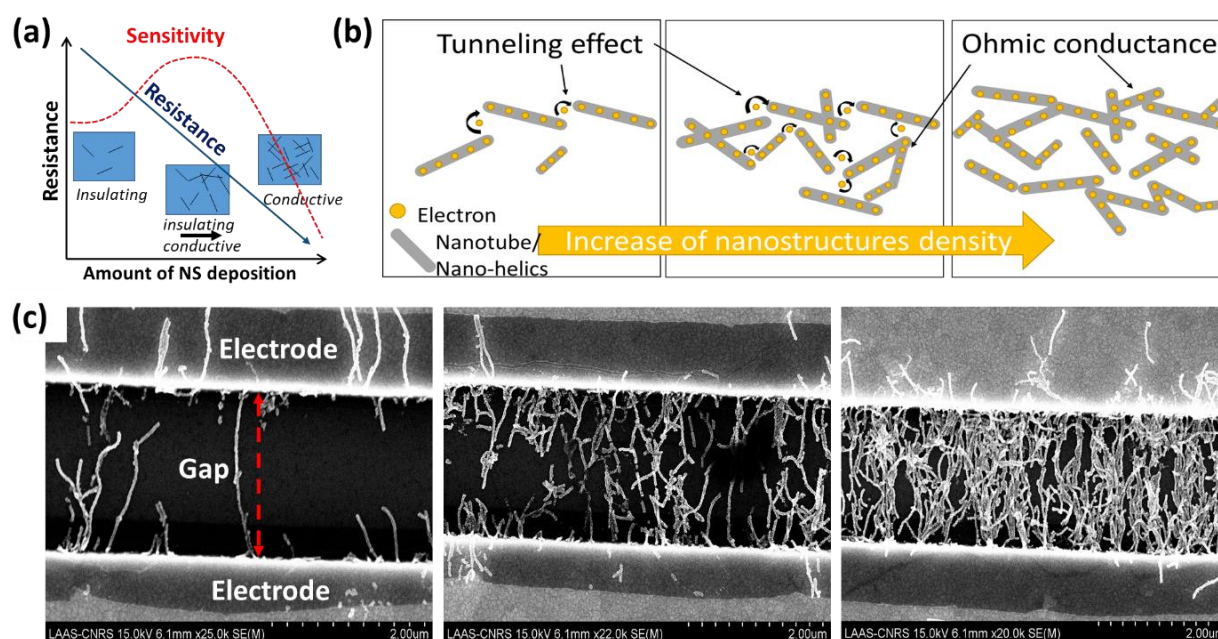 (a)
Sensitivity
Resistance
Resistance
Insulating
insulating
conductive
Conductive
Amount of NS deposition
(b)
Tunneling effect
Ohmic conductance
Electron
Nanotube/
Nano-helics
Increase of nanostructures density
(c)
Electrode
Gap
Electrode
LAAS-CNRS 15.0kV 6.1mm x25.0k SE(M) 2.00um
LAAS-CNRS 15.0kV 6.1mm x22.0k SE(M) 2.00um
LAAS-CNRS 15.0kV 6.1mm x20.0k SE(M) 2.00um